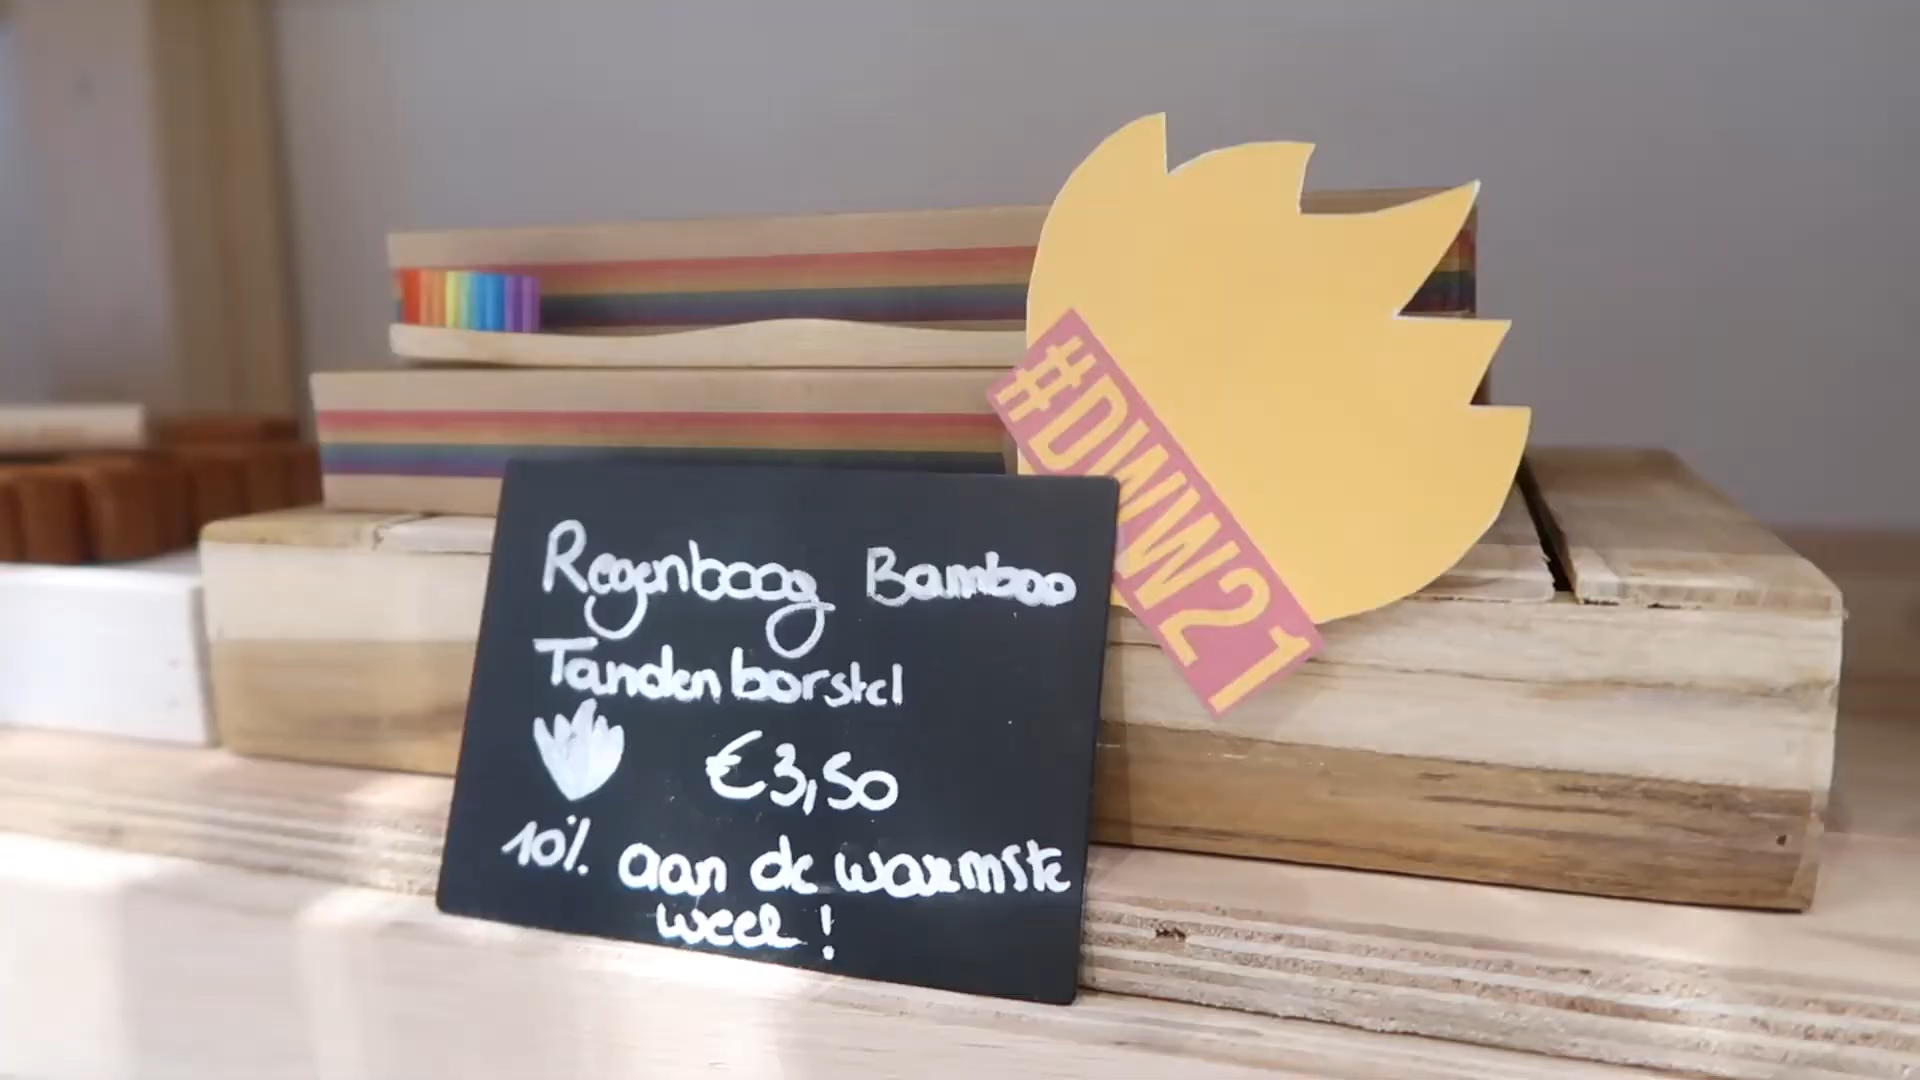 #DWW21
Regenboog Bamboo
Tandenborstel
€3,50
10% aan de warmste
week!